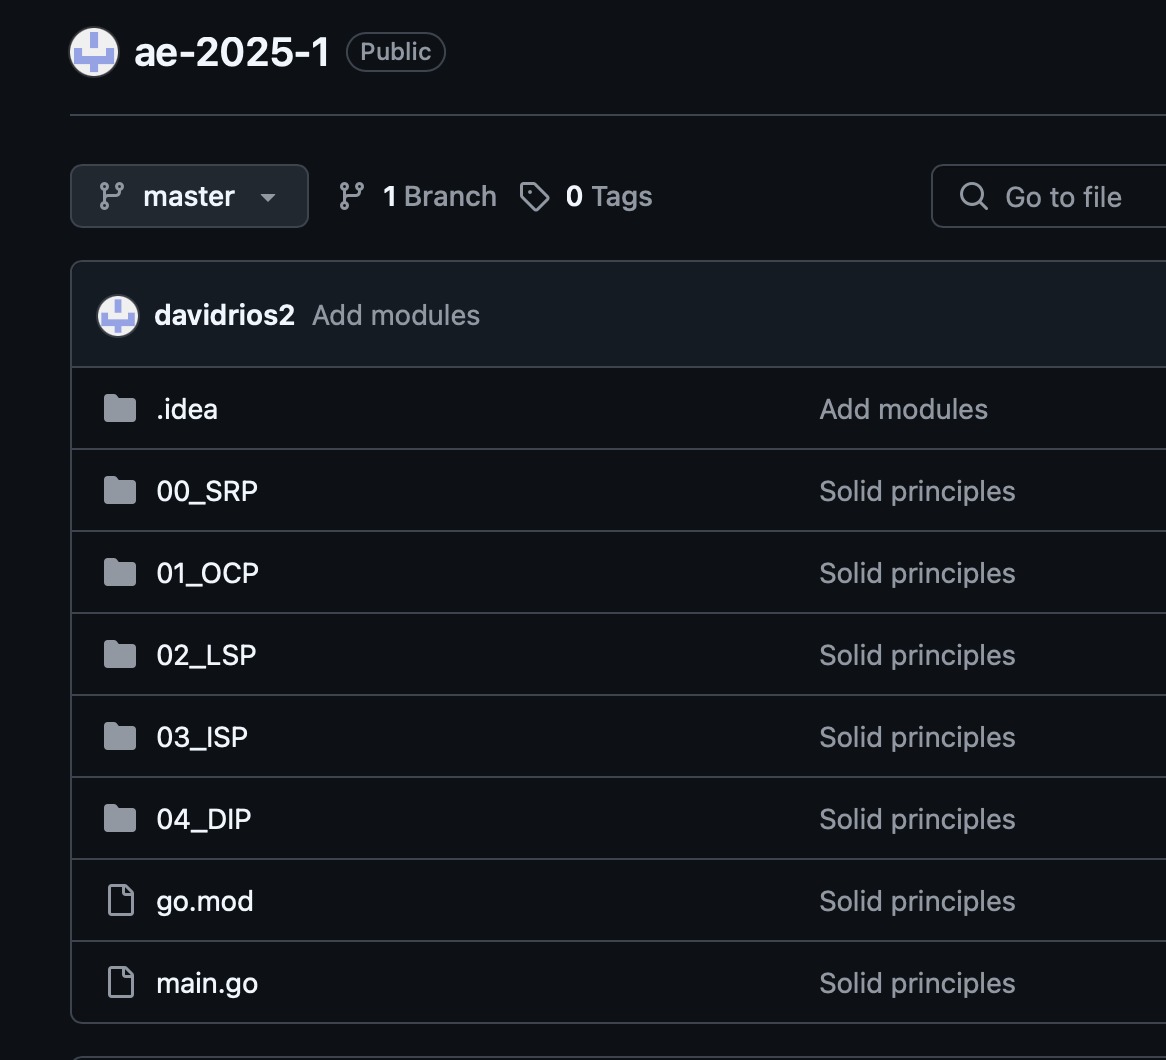 ae-2025-1 Public
master 1 Branch 0 Tags Go to file
davidrios2 Add modules
.idea Add modules
00_SRP Solid principles
01_OCP Solid principles
02_LSP Solid principles
03_ISP Solid principles
04_DIP Solid principles
go.mod Solid principles
main.go Solid principles